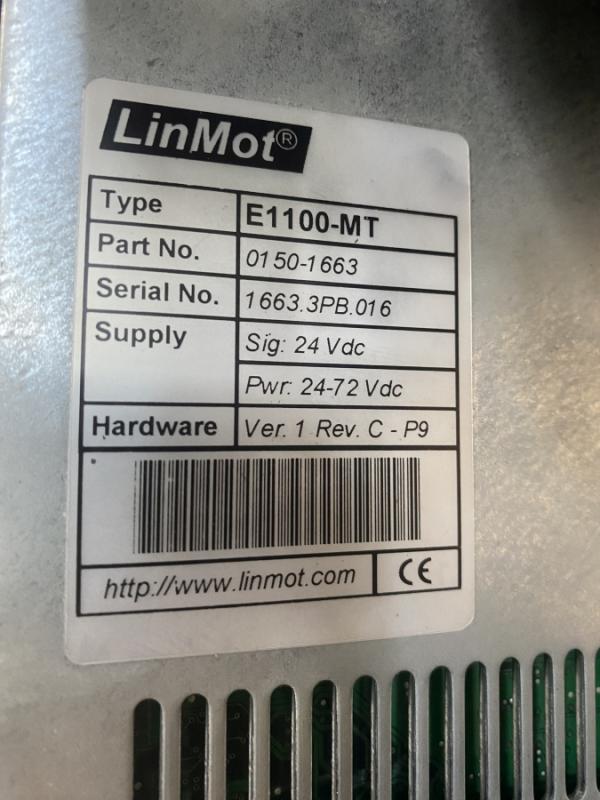 LinMot®
Type E1100-MT
Part No. 0150-1663
Serial No. 1663.3PB.016
Supply Sig: 24 Vdc
Pwr: 24-72 Vdc
Hardware Ver. 1 Rev. C - P9
http://www.linmot.com CE